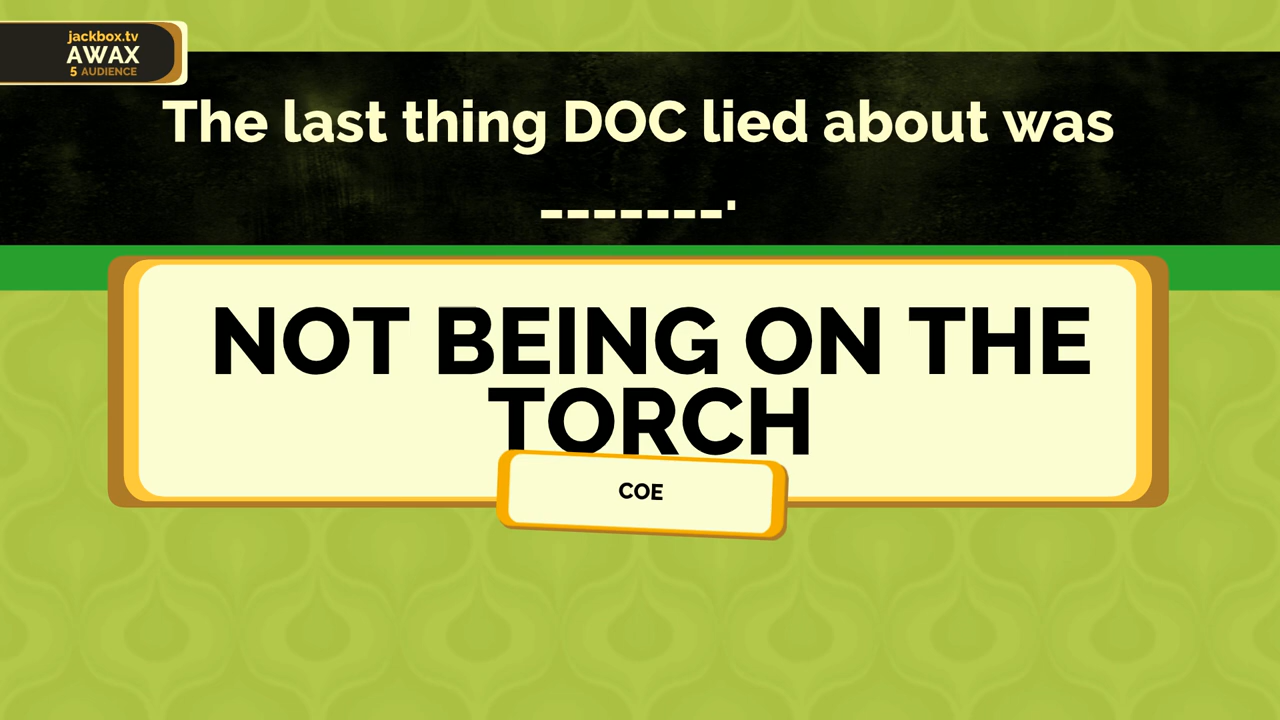 jackbox.tv
AWAX
5 AUDIENCE
The last thing DOC lied about was
_______.
NOT BEING ON THE
TORCH
COE